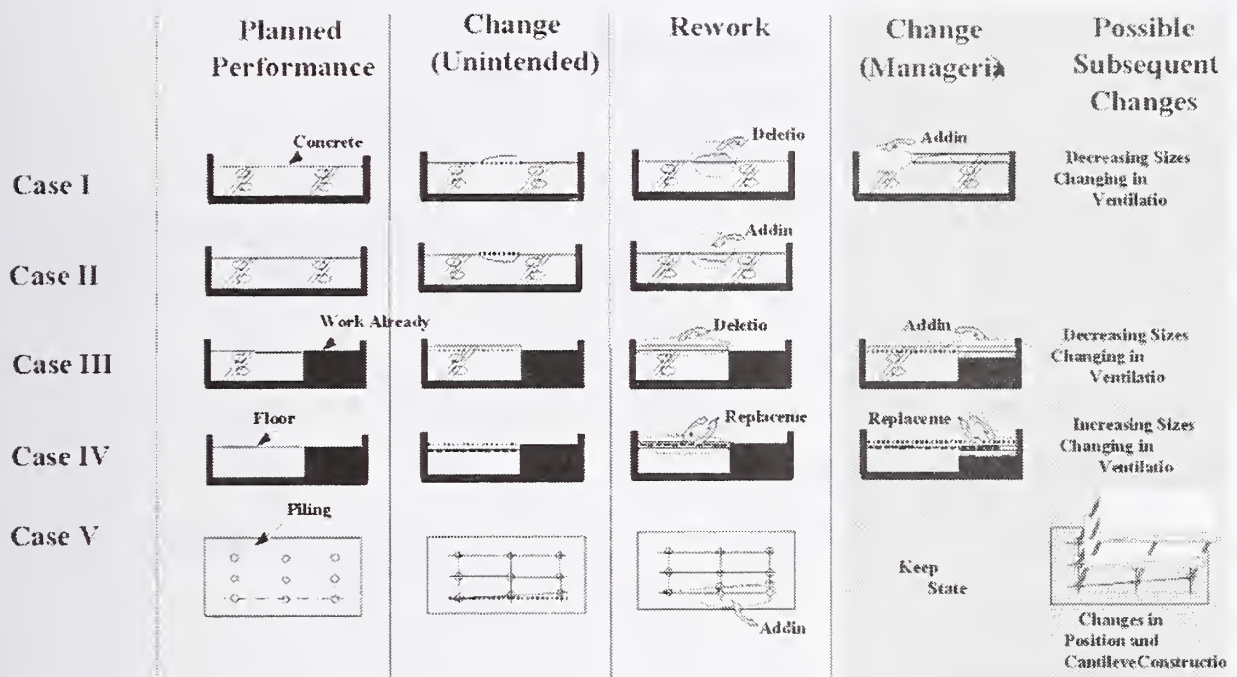 Planned
Performance
Change
(Unintended)
Rework
Change
(Manageria
Possible
Subsequent
Changes
Case I
Concrete
Deletio
Addin
Decreasing Sizes
Changing in
Ventilatio
Case II
Addin
Case III
Work Already
Deletio
Addin
Decreasing Sizes
Changing in
Ventilatio
Case IV
Floor
Replaceme
Replaceme
Increasing Sizes
Changing in
Ventilatio
Case V
Piling
Addin
Keep
State
Changes in
Position and
CantileveConstructio